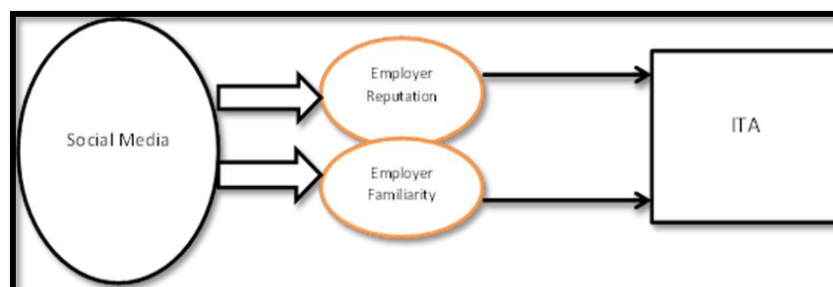 Social Media
Employer
Reputation
Employer
Familiarity
ITA